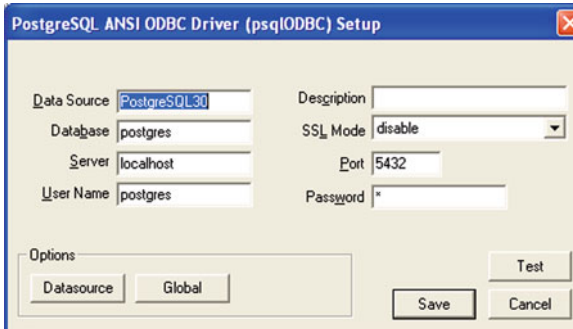 PostgreSQL ANSI ODBC Driver (psqlODBC) Setup
Data Source PostgreSQL30
Description
Database postgres
SSL Mode disable
Server localhost
Port 5432
User Name postgres
Password *
Options
Datasource
Global
Test
Save
Cancel